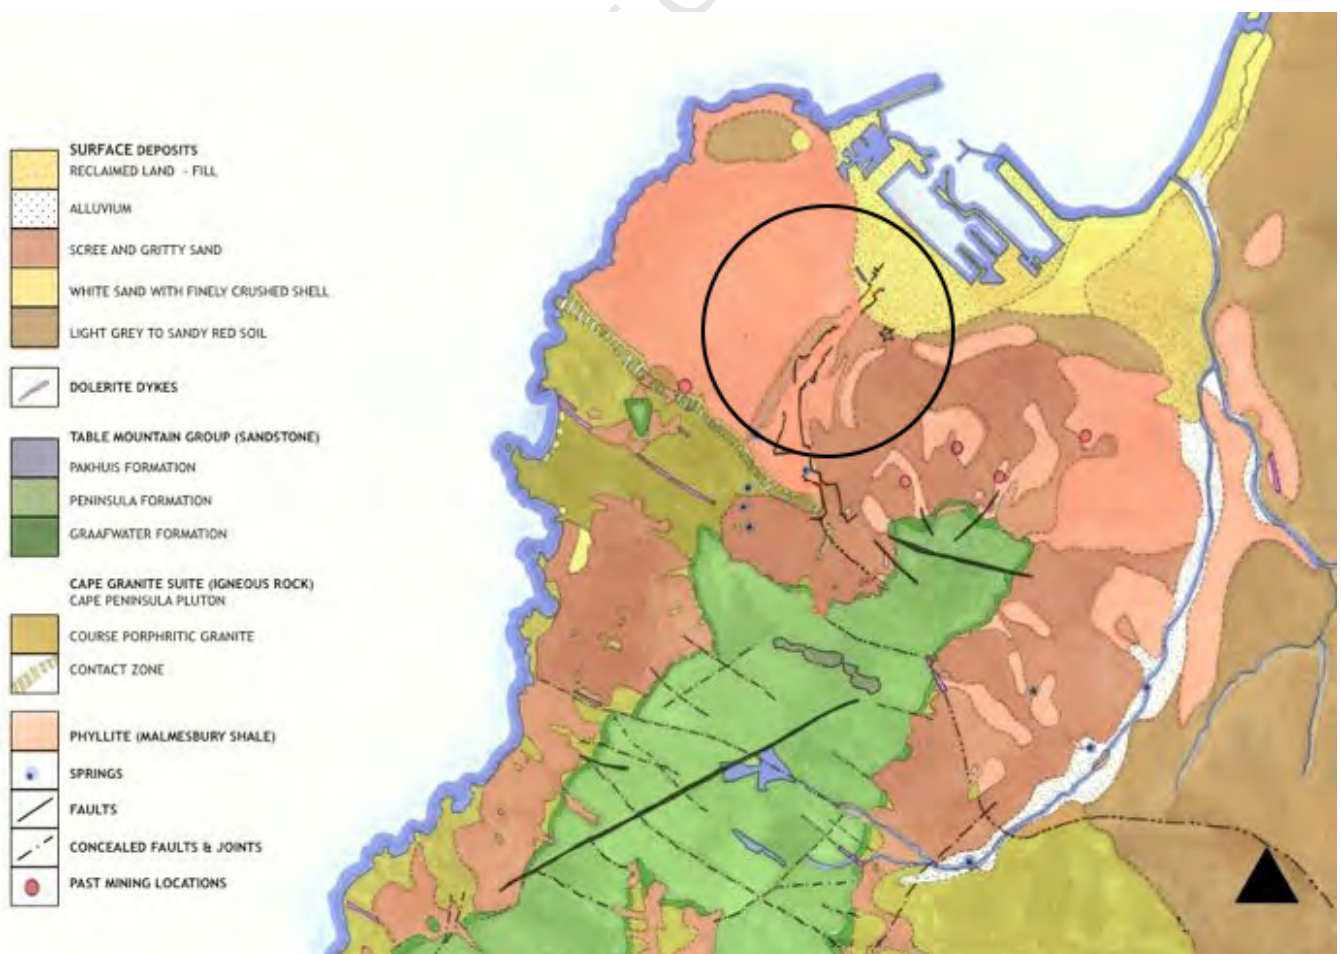 SURFACE DEPOSITS
RECLAIMED LAND - FILL
ALLUVIUM
SCREE AND GRITTY SAND
WHITE SAND WITH FINELY CRUSHED SHELL
LIGHT GREY TO SANDY RED SOIL
DOLERITE DYKES
TABLE MOUNTAIN GROUP (SANDSTONE)
PAKHUIS FORMATION
PENINSULA FORMATION
GRAAFWATER FORMATION
CAPE GRANITE SUITE (IGNEOUS ROCK)
CAPE PENINSULA PLUTON
COURSE PORPHRITIC GRANITE
CONTACT ZONE
PHYLLITE (MALMESBURY SHALE)
SPRINGS
FAULTS
CONCEALED FAULTS & JOINTS
PAST MINING LOCATIONS